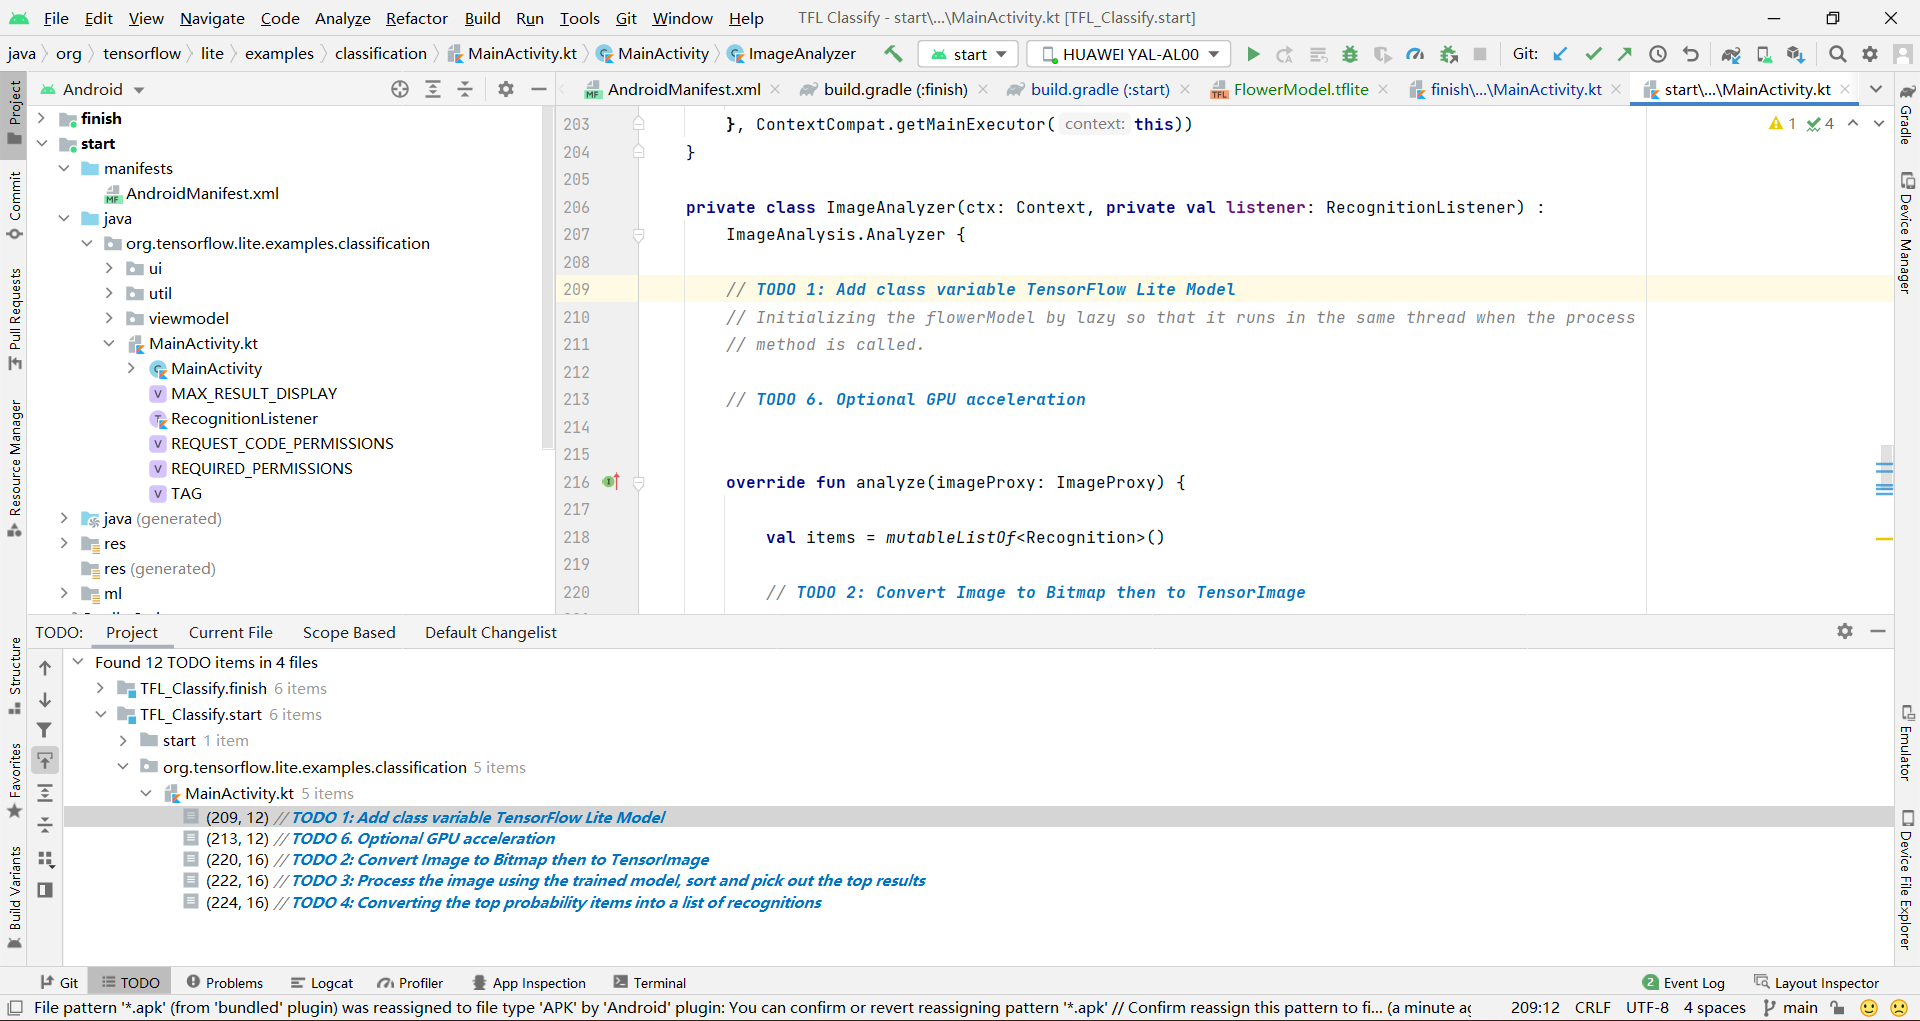 File Edit View Navigate Code Analyze Refactor Build Run Tools Git Window Help TFL Classify - start\...\MainActivity.kt [TFL_Classify.start]
java org tensorflow lite examples classification MainActivity.kt MainActivity ImageAnalyzer start HUAWEI YAL-AL00 Git:
Android
AndroidManifest.xml build.gradle (:finish) build.gradle (:start) FlowerModel.tflite finish\...\MainActivity.kt start\...\MainActivity.kt
Project
Commit
Pull Requests
Resource Manager
Structure
Favorites
Build Variants
finish
start
manifests
AndroidManifest.xml
java
org.tensorflow.lite.examples.classification
ui
util
viewmodel
MainActivity.kt
MainActivity
MAX_RESULT_DISPLAY
RecognitionListener
REQUEST_CODE_PERMISSIONS
REQUIRED_PERMISSIONS
TAG
java (generated)
res
res (generated)
ml
203 }, ContextCompat.getMainExecutor( context: this))
204 }
205
206 private class ImageAnalyzer(ctx: Context, private val listener: RecognitionListener) :
207 ImageAnalysis.Analyzer {
208
209 // TODO 1: Add class variable TensorFlow Lite Model
210 // Initializing the flowerModel by lazy so that it runs in the same thread when the process
211 // method is called.
212
213 // TODO 6. Optional GPU acceleration
214
215
216 override fun analyze(imageProxy: ImageProxy) {
217
218 val items = mutableListOf<Recognition>()
219
220 // TODO 2: Convert Image to Bitmap then to TensorImage
1 4
Gradle
Device Manager
Emulator
Device File Explorer
TODO: Project Current File Scope Based Default Changelist
Found 12 TODO items in 4 files
TFL_Classify.finish 6 items
TFL_Classify.start 6 items
start 1 item
org.tensorflow.lite.examples.classification 5 items
MainActivity.kt 5 items
(209, 12) // TODO 1: Add class variable TensorFlow Lite Model
(213, 12) // TODO 6. Optional GPU acceleration
(220, 16) // TODO 2: Convert Image to Bitmap then to TensorImage
(222, 16) // TODO 3: Process the image using the trained model, sort and pick out the top results
(224, 16) // TODO 4: Converting the top probability items into a list of recognitions
Git TODO Problems Logcat Profiler App Inspection Terminal 2 Event Log Layout Inspector
File pattern '*.apk' (from 'bundled' plugin) was reassigned to file type 'APK' by 'Android' plugin: You can confirm or revert reassigning pattern '*.apk' // Confirm reassign this pattern to fi... (a minute ag 209:12 CRLF UTF-8 4 spaces main